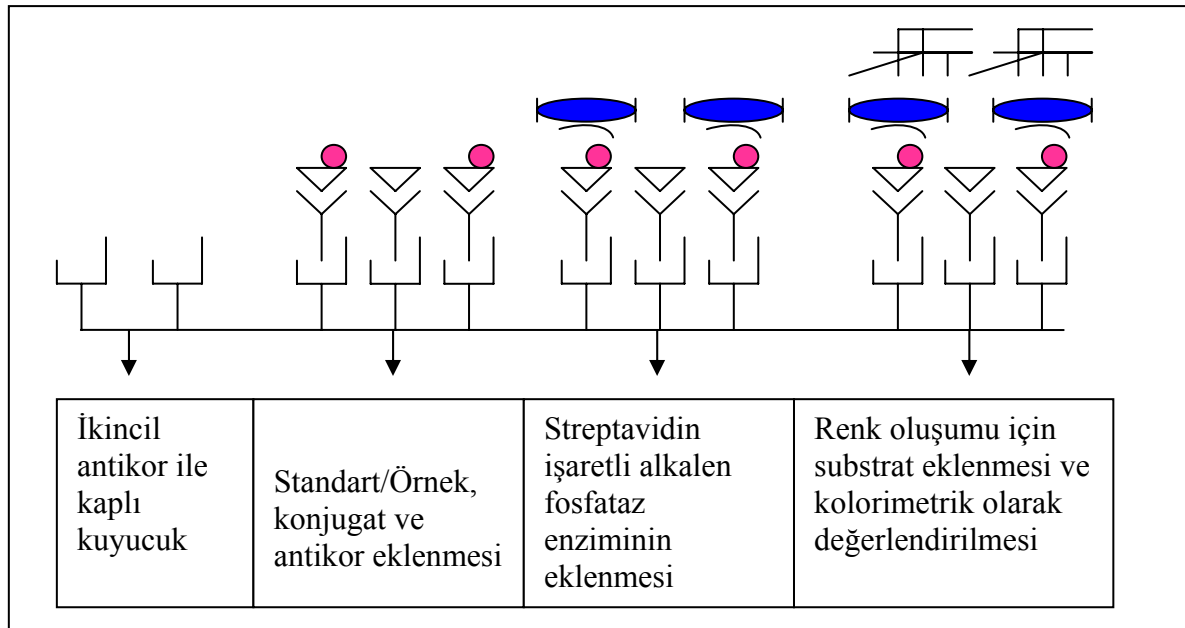 İkincil
antikor ile
kaplı
kuyucuk
Standart/Örnek,
konjugat ve
antikor eklenmesi
Streptavidin
işaretli alkalen
fosfataz
enziminin
eklenmesi
Renk oluşumu için
substrat eklenmesi ve
kolorimetrik olarak
değerlendirilmesi